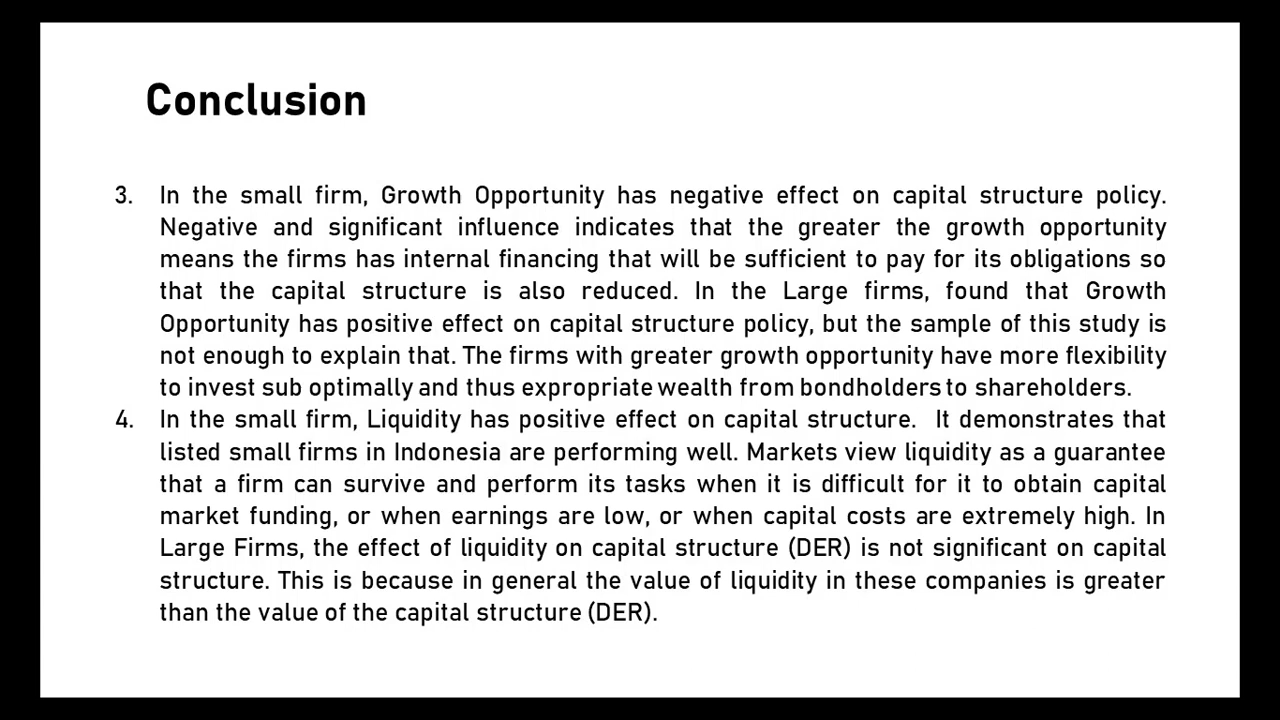 Conclusion
3. In the small firm, Growth Opportunity has negative effect on capital structure policy.
Negative and significant influence indicates that the greater the growth opportunity
means the firms has internal financing that will be sufficient to pay for its obligations so
that the capital structure is also reduced. In the Large firms, found that Growth
Opportunity has positive effect on capital structure policy, but the sample of this study is
not enough to explain that. The firms with greater growth opportunity have more flexibility
to invest sub optimally and thus expropriate wealth from bondholders to shareholders.
4. In the small firm, Liquidity has positive effect on capital structure. It demonstrates that
listed small firms in Indonesia are performing well. Markets view liquidity as a guarantee
that a firm can survive and perform its tasks when it is difficult for it to obtain capital
market funding, or when earnings are low, or when capital costs are extremely high. In
Large Firms, the effect of liquidity on capital structure (DER) is not significant on capital
structure. This is because in general the value of liquidity in these companies is greater
than the value of the capital structure (DER).